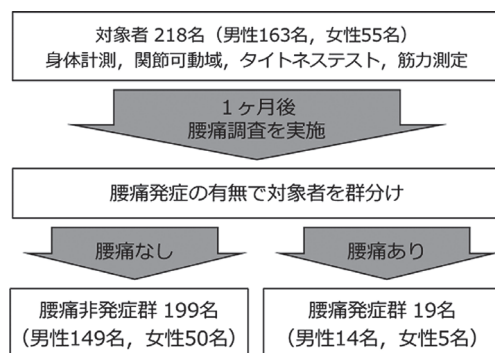 対象者 218名（男性163名，女性55名）
身体計測，関節可動域，タイトネステスト，筋力測定
１ヶ月後
腰痛調査を実施
腰痛発症の有無で対象者を群分け
腰痛なし
腰痛あり
腰痛非発症群 199名
（男性149名，女性50名）
腰痛発症群 19名
（男性14名，女性5名）